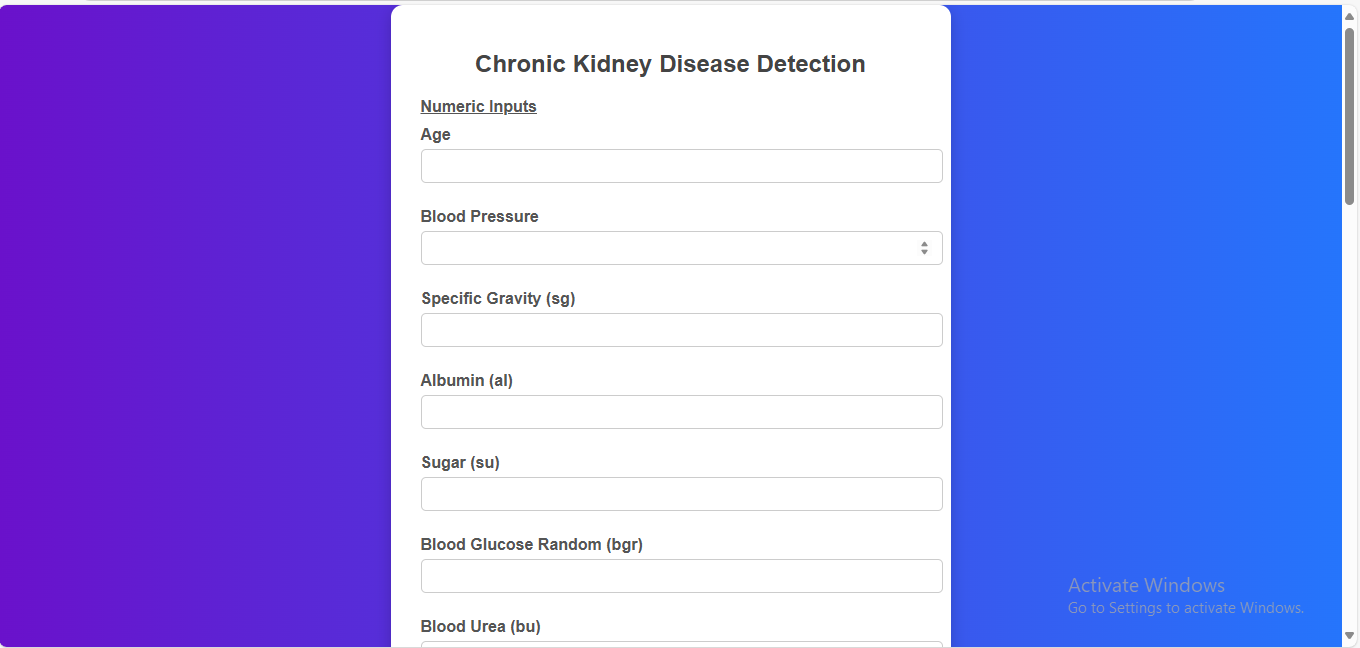 Chronic Kidney Disease Detection
Numeric Inputs
Age
Blood Pressure
Specific Gravity (sg)
Albumin (al)
Sugar (su)
Blood Glucose Random (bgr)
Blood Urea (bu)
Activate Windows
Go to Settings to activate Windows.